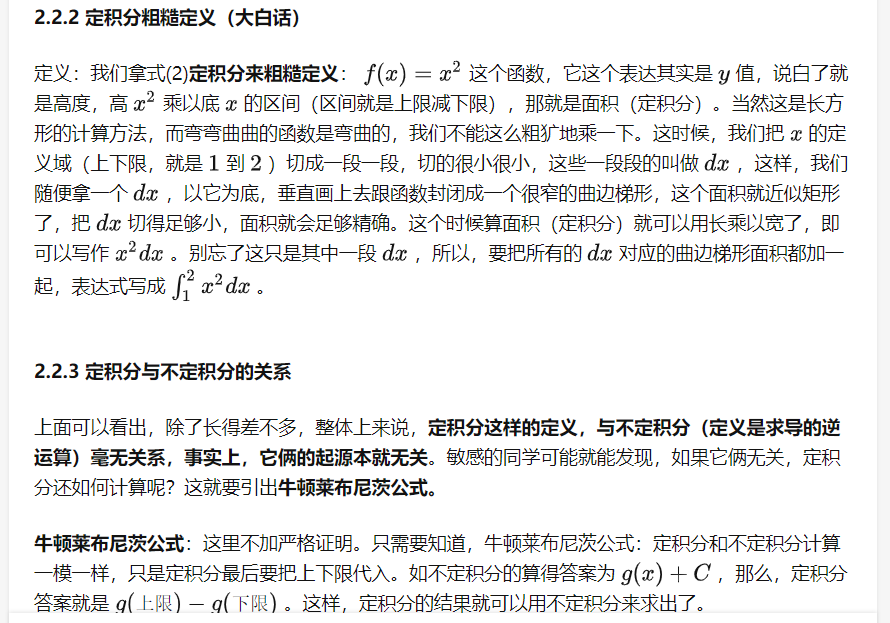 2.2.2 定积分粗糙定义（大白话）
定义：我们拿式(2)定积分来粗糙定义： f(x) = x² 这个函数，它这个表达其实是 y 值，说白了就
是高度，高 x² 乘以底 x 的区间（区间就是上限减下限），那就是面积（定积分）。当然这是长方
形的计算方法，而弯弯曲曲的函数是弯曲的，我们不能这么粗犷地乘一下。这时候，我们把 x 的定
义域（上下限，就是 1 到 2 ）切成一段一段，切的很小很小，这些一段段的叫做 dx ，这样，我们
随便拿一个 dx ，以它为底，垂直画上去跟函数封闭成一个很窄的曲边梯形，这个面积就近似矩形
了，把 dx 切得足够小，面积就会足够精确。这个时候算面积（定积分）就可以用长乘以宽了，即
可以写作 x²dx 。别忘了这只是其中一段 dx ，所以，要把所有的 dx 对应的曲边梯形面积都加一
起，表达式写成 ∫₁² x²dx 。
2.2.3 定积分与不定积分的关系
上面可以看出，除了长得差不多，整体上来说，定积分这样的定义，与不定积分（定义是求导的逆
运算）毫无关系，事实上，它俩的起源本就无关。敏感的同学可能就能发现，如果它俩无关，定积
分还如何计算呢？这就要引出牛顿莱布尼茨公式。
牛顿莱布尼茨公式：这里不加严格证明。只需要知道，牛顿莱布尼茨公式：定积分和不定积分计算
一模一样，只是定积分最后要把上下限代入。如不定积分的算得答案为 g(x) + C ，那么，定积分
答案就是 g(上限) − g(下限) 。这样，定积分的结果就可以用不定积分来求出了。